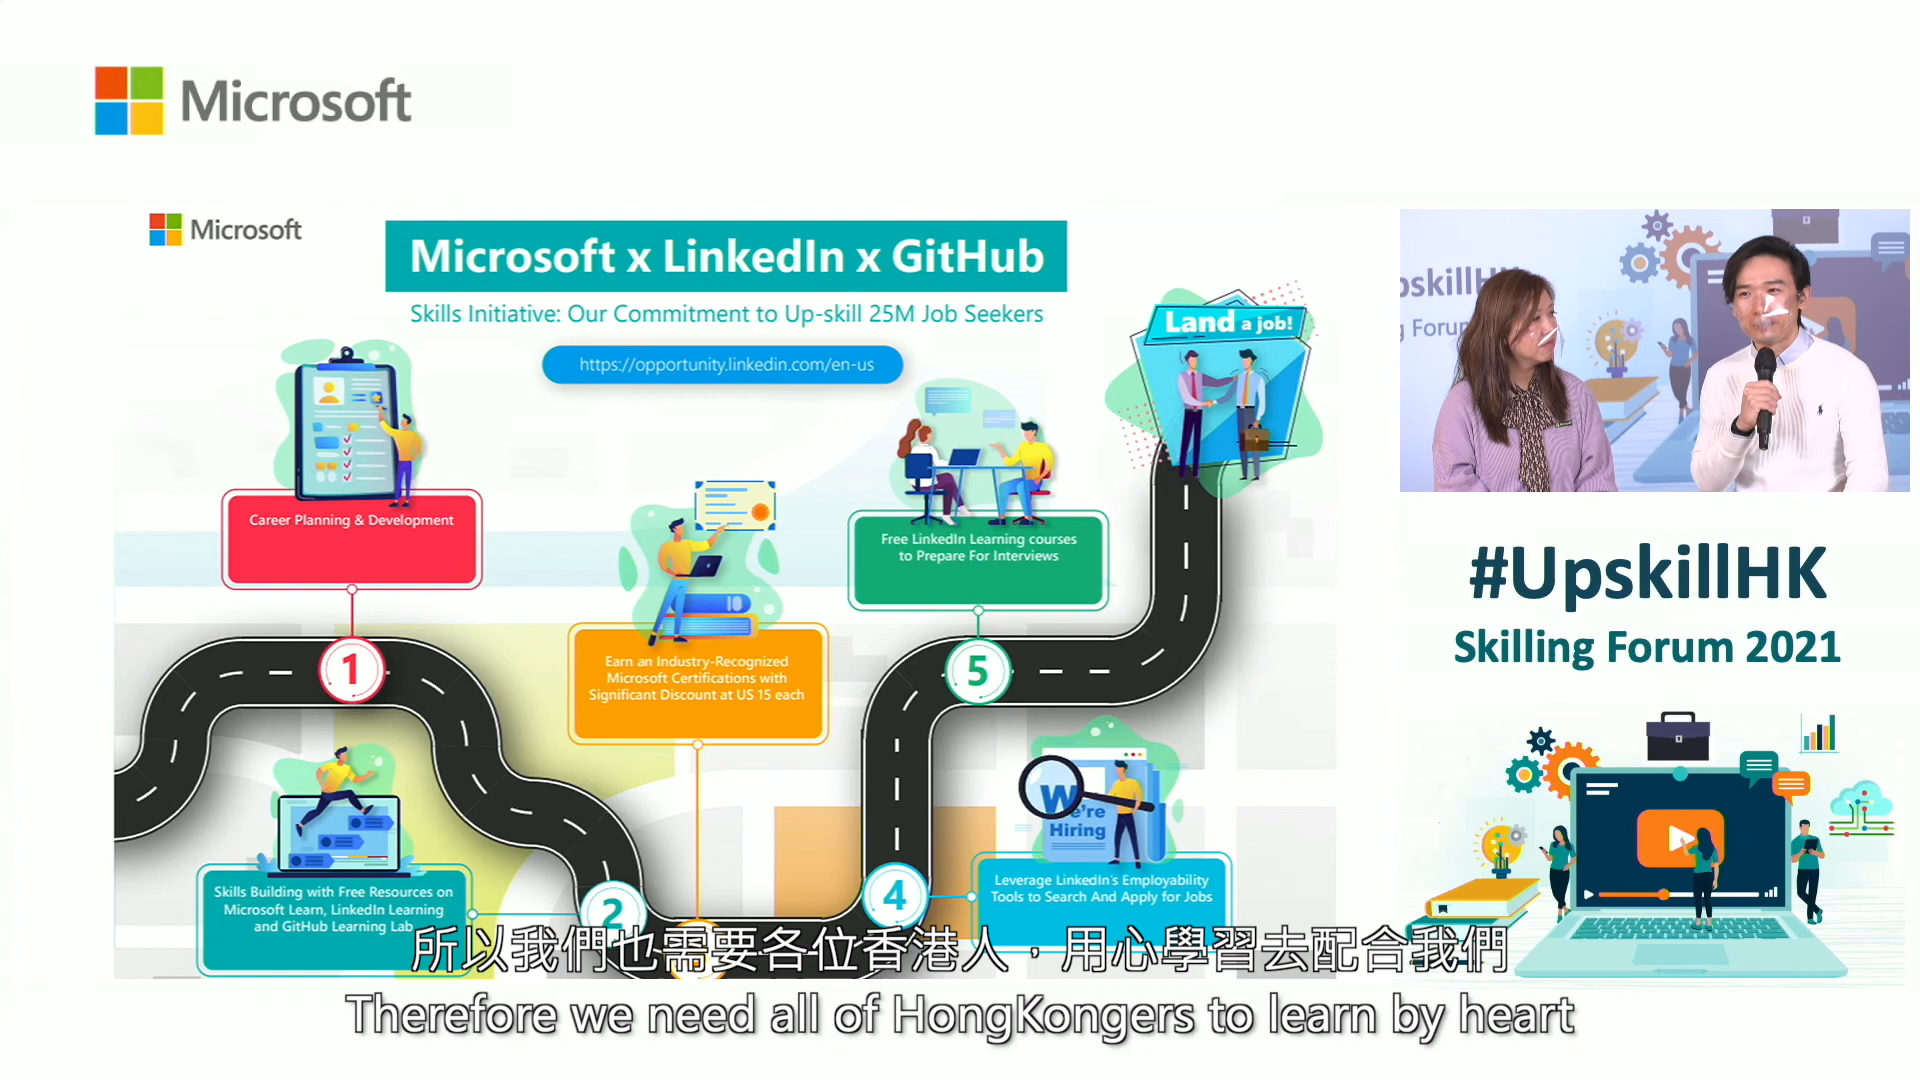 Microsoft
Microsoft
Microsoft x LinkedIn x GitHub
Skills Initiative: Our Commitment to Up-skill 25M Job Seekers
https://opportunity.linkedin.com/en-us
Land a job!
Career Planning & Development
1
Free LinkedIn Learning courses
to Prepare For Interviews
5
Earn an Industry-Recognized
Microsoft Certifications with
Significant Discount at US 15 each
We're
Hiring
Skills Building with Free Resources on
Microsoft Learn, LinkedIn Learning
and GitHub Learning Lab
2
4
Leverage LinkedIn's Employability
Tools to Search And Apply for Jobs
#UpskillHK
Skilling Forum 2021
所以我們也需要各位香港人，用心學習去配合我們
Therefore we need all of HongKongers to learn by heart